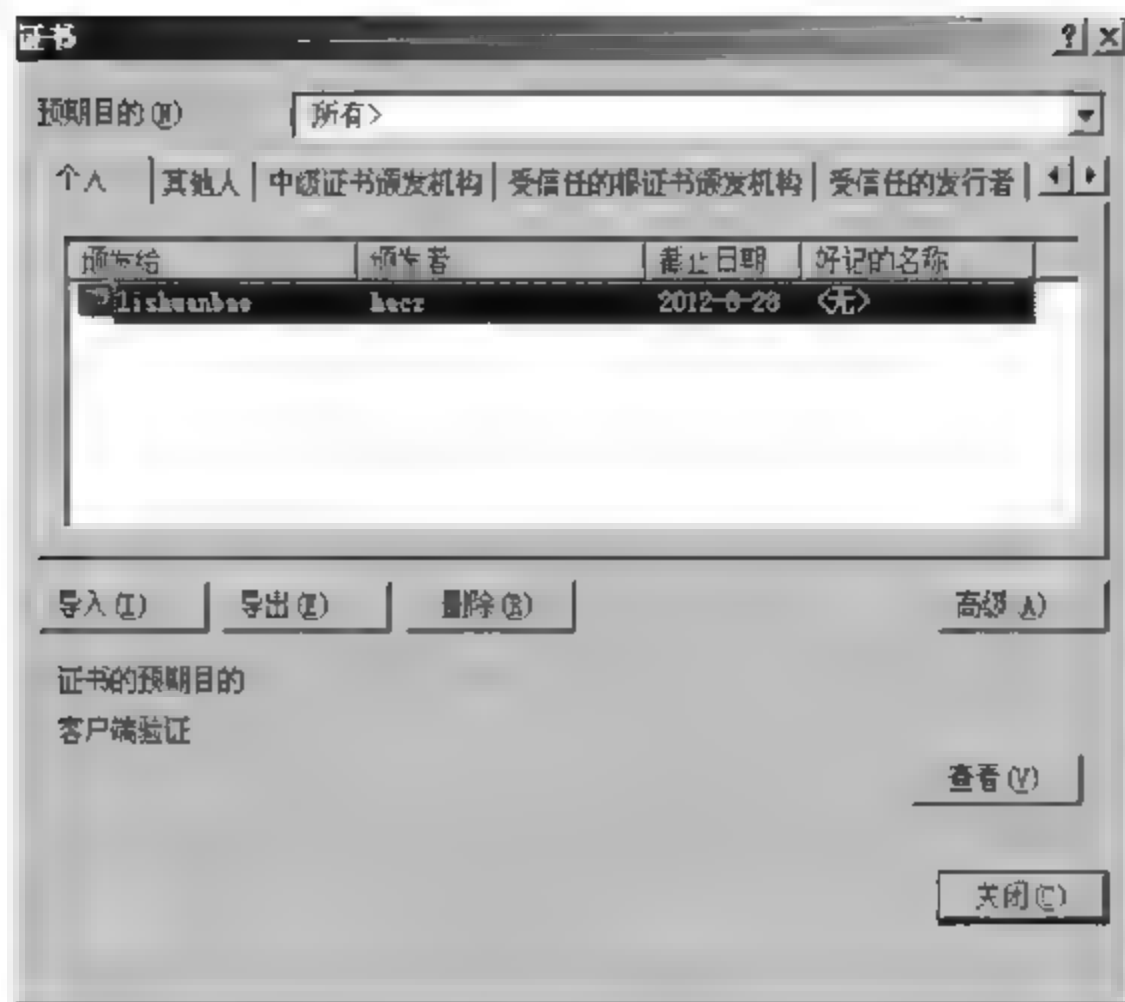 证书
预期目的(N) 所有>
个人 其他人 中级证书颁发机构 受信任的根证书颁发机构 受信任的发行者
颁发给 颁发者 截止日期 好记的名称
<无>
导入(I) 导出(E) 删除(R) 高级 A)
证书的预期目的
客户端验证
查看(V)
关闭(C)